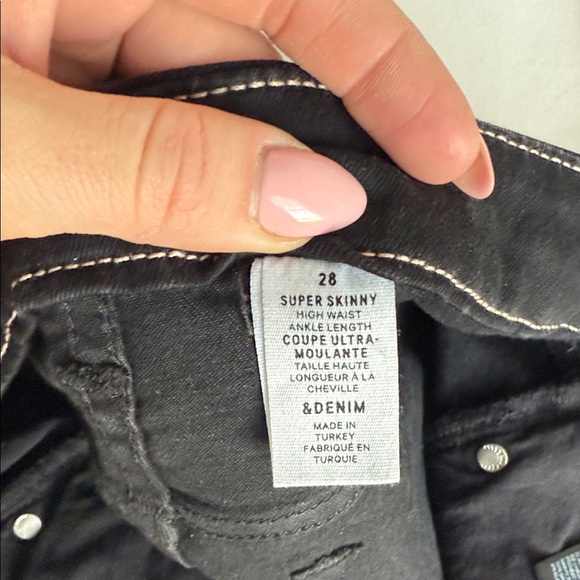 28
SUPER SKINNY
HIGH WAIST
ANKLE LENGTH
COUPE ULTRA-
MOULANTE
TAILLE HAUTE
LONGUEUR À LA
CHEVILLE
&DENIM
MADE IN
TURKEY
FABRIQUÉ EN
TURQUIE